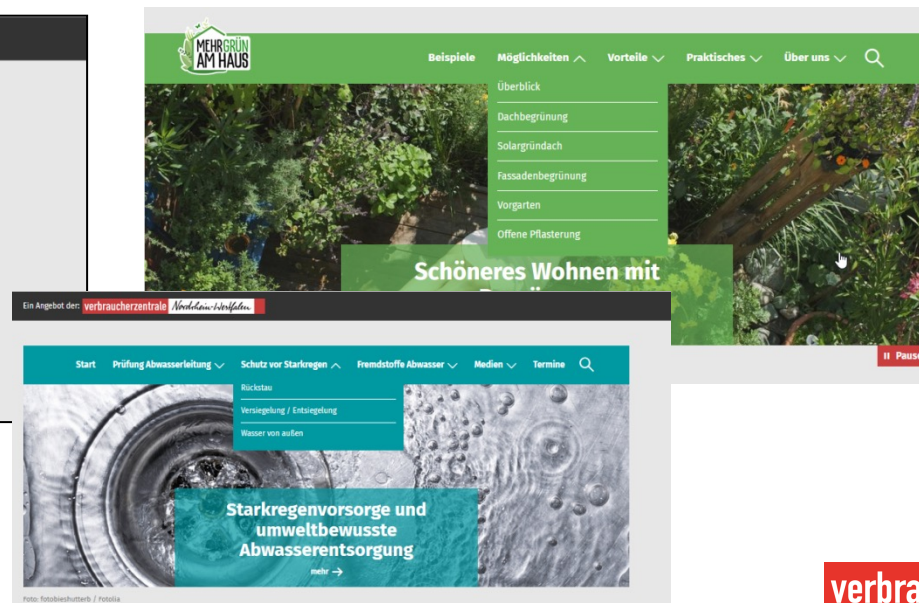 MEHRGRÜN
AM HAUS
Beispiele Möglichkeiten Vorteile Praktisches Über uns
Überblick
Dachbegrünung
Solargründach
Fassadenbegrünung
Vorgarten
Offene Pflasterung
Schöneres Wohnen mit
Pause
Ein Angebot der: verbraucherzentrale Nordrhein-Westfalen
Start Prüfung Abwasserleitung Schutz vor Starkregen Fremdstoffe Abwasser Medien Termine
Rückstau
Versiegelung / Entsiegelung
Wasser von außen
Starkregenvorsorge und
umweltbewusste
Abwasserentsorgung
mehr →
Foto: fotobieshutterb / Fotolia
verbra